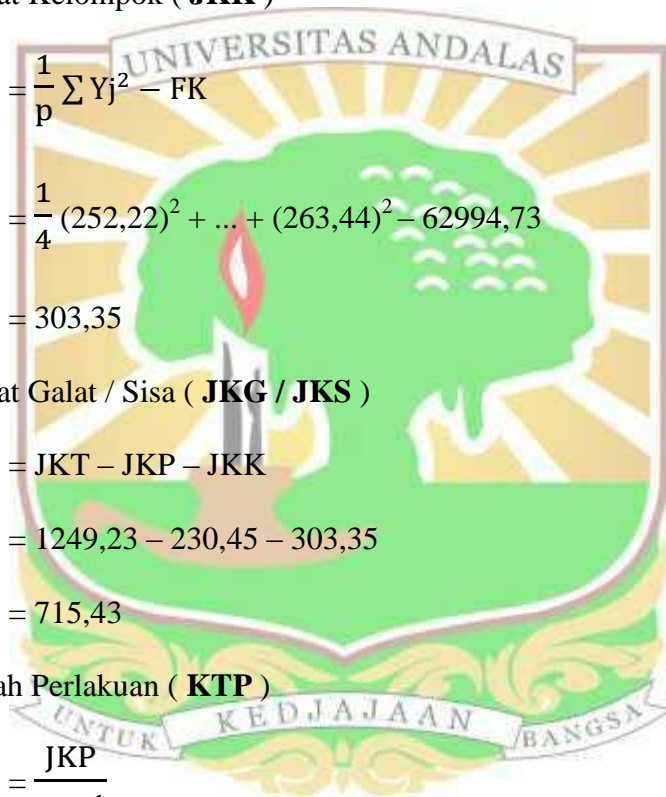 at Kelompok ( JKK )
UNIVERSITAS ANDALAS
= 1/p ∑ Yj² – FK
= 1/4 (252,22)² + ... + (263,44)² – 62994,73
= 303,35
at Galat / Sisa ( JKG / JKS )
= JKT – JKP – JKK
= 1249,23 – 230,45 – 303,35
= 715,43
ah Perlakuan ( KTP )
UNTUK KEDJAJAAN BANGSA
= JKP